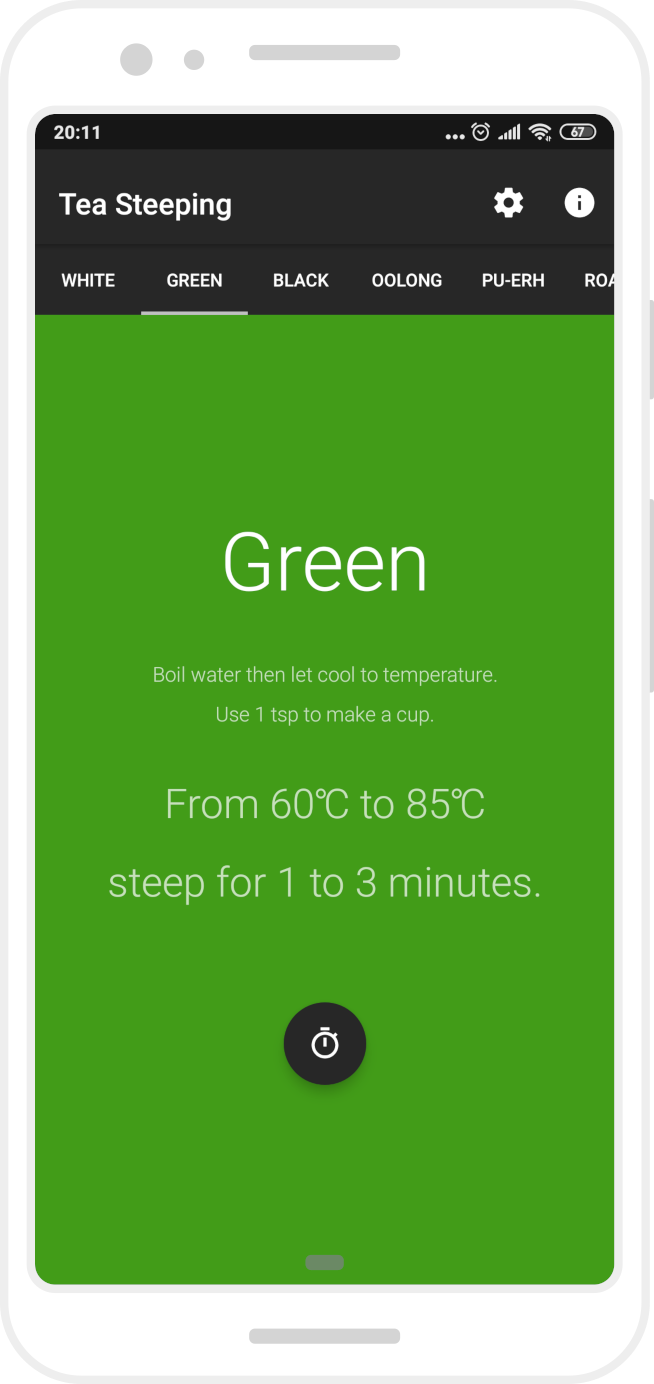 20:11
67
Tea Steeping
WHITE GREEN BLACK OOLONG PU-ERH ROA
Green
Boil water then let cool to temperature.
Use 1 tsp to make a cup.
From 60℃ to 85℃
steep for 1 to 3 minutes.